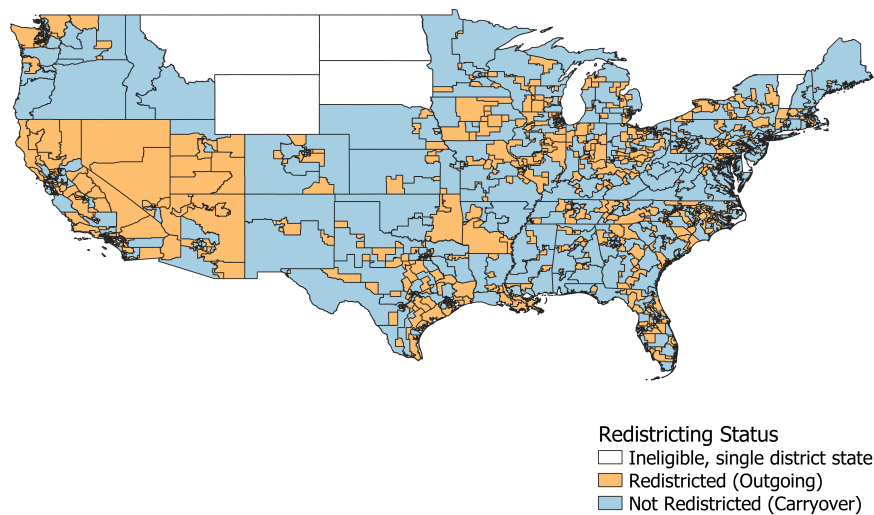 Redistricting Status
Ineligible, single district state
Redistricted (Outgoing)
Not Redistricted (Carryover)